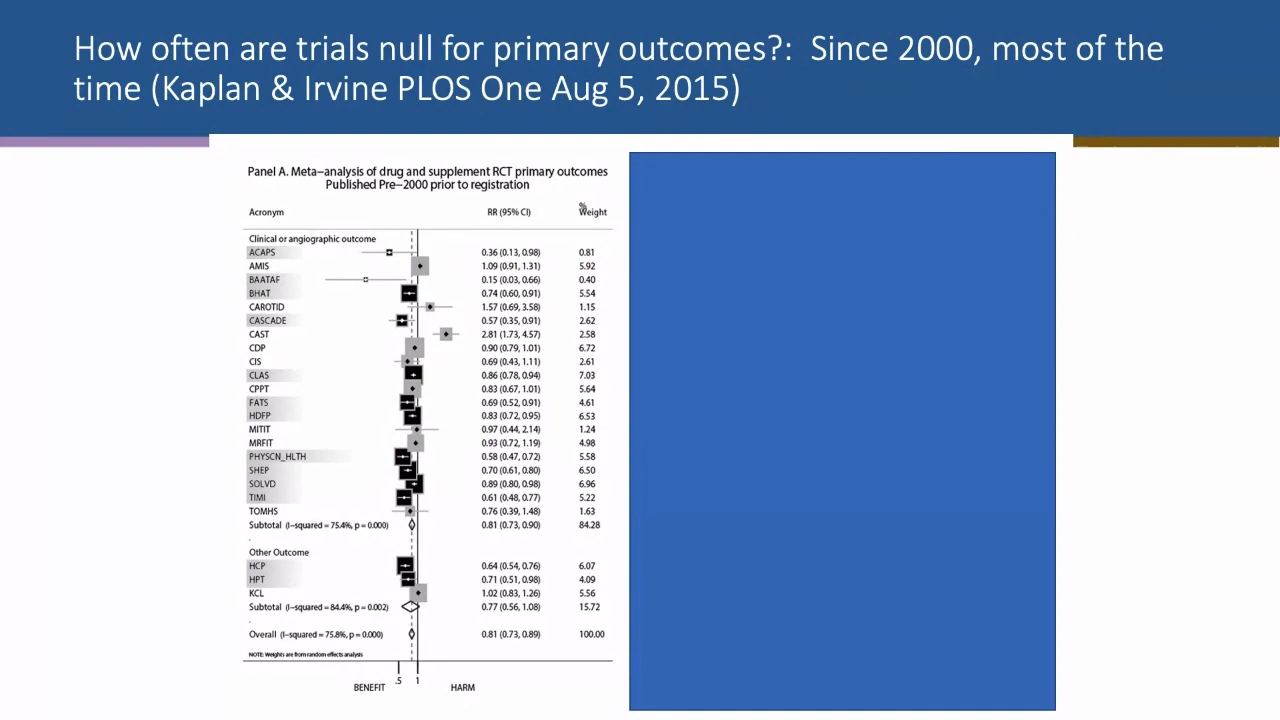 How often are trials null for primary outcomes?:  Since 2000, most of the
time (Kaplan & Irvine PLOS One Aug 5, 2015)
Panel A. Meta−analysis of drug and supplement RCT primary outcomes
Published Pre−2000 prior to registration
Acronym RR (95% CI) % Weight
Clinical or angiographic outcome
ACAPS 0.36 (0.13, 0.98) 0.81
AMIS 1.09 (0.91, 1.31) 5.92
BAATAF 0.15 (0.03, 0.66) 0.40
BHAT 0.74 (0.60, 0.91) 5.54
CAROTID 1.57 (0.69, 3.58) 1.15
CASCADE 0.57 (0.35, 0.91) 2.62
CAST 2.81 (1.73, 4.57) 2.58
CDP 0.90 (0.79, 1.01) 6.72
CIS 0.69 (0.43, 1.11) 2.61
CLAS 0.86 (0.78, 0.94) 7.03
CPPT 0.83 (0.67, 1.01) 5.64
FATS 0.69 (0.52, 0.91) 4.61
HDFP 0.83 (0.72, 0.95) 6.53
MITIT 0.97 (0.44, 2.14) 1.24
MRFIT 0.93 (0.72, 1.19) 4.98
PHYSCN_HLTH 0.58 (0.47, 0.72) 5.58
SHEP 0.70 (0.61, 0.80) 6.50
SOLVD 0.89 (0.80, 0.98) 6.96
TIMI 0.61 (0.48, 0.77) 5.22
TOMHS 0.76 (0.39, 1.48) 1.63
Subtotal (I−squared = 75.4%, p = 0.000) 0.81 (0.73, 0.90) 84.28
.
Other Outcome
HCP 0.64 (0.54, 0.76) 6.07
HPT 0.71 (0.51, 0.98) 4.09
KCL 1.02 (0.83, 1.26) 5.56
Subtotal (I−squared = 84.4%, p = 0.002) 0.77 (0.56, 1.08) 15.72
.
Overall (I−squared = 75.8%, p = 0.000) 0.81 (0.73, 0.89) 100.00
NOTE: Weights are from random effects analysis
.5 1
BENEFIT HARM